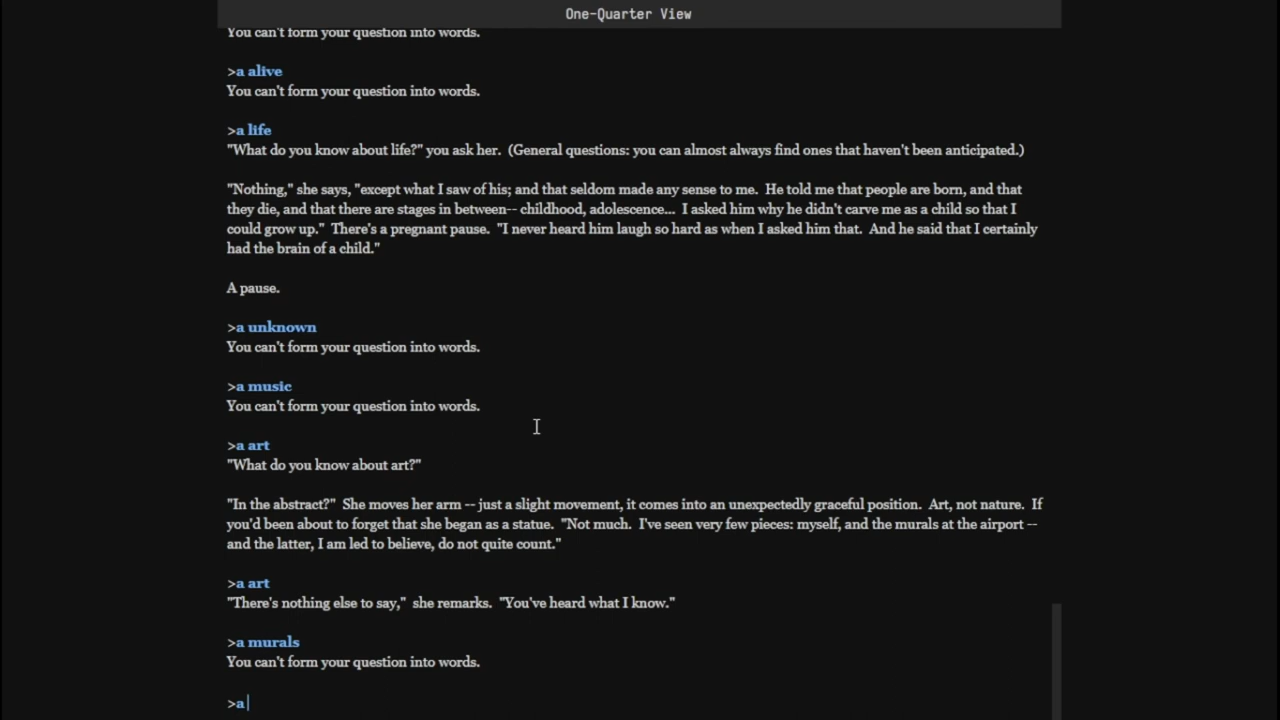 One-Quarter View
You can't form your question into words.
>a alive
You can't form your question into words.
>a life
"What do you know about life?" you ask her.  (General questions: you can almost always find ones that haven't been anticipated.)
"Nothing," she says, "except what I saw of his; and that seldom made any sense to me.  He told me that people are born, and that
they die, and that there are stages in between-- childhood, adolescence...  I asked him why he didn't carve me as a child so that I
could grow up."  There's a pregnant pause.  "I never heard him laugh so hard as when I asked him that.  And he said that I certainly
had the brain of a child."
A pause.
>a unknown
You can't form your question into words.
>a music
You can't form your question into words.
>a art
"What do you know about art?"
"In the abstract?"  She moves her arm -- just a slight movement, it comes into an unexpectedly graceful position.  Art, not nature.  If
you'd been about to forget that she began as a statue.  "Not much.  I've seen very few pieces: myself, and the murals at the airport --
and the latter, I am led to believe, do not quite count."
>a art
"There's nothing else to say,"  she remarks.  "You've heard what I know."
>a murals
You can't form your question into words.
>a